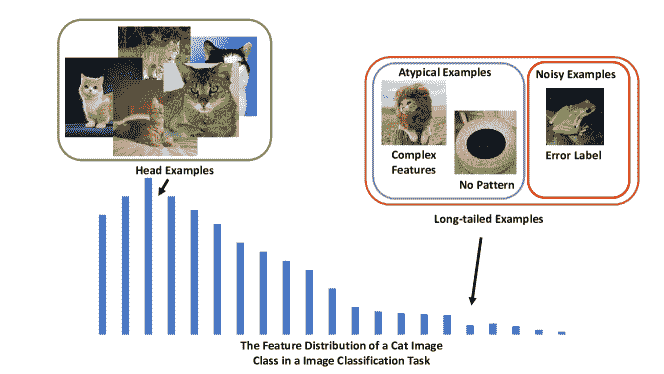 Atypical Examples
Noisy Examples
Complex
Features
No Pattern
Error Label
Head Examples
Long-tailed Examples
The Feature Distribution of a Cat Image
Class in a Image Classification Task